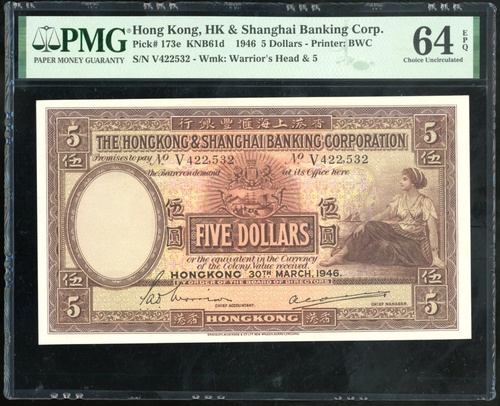 PMG
PAPER MONEY GUARANTY
Hong Kong, HK & Shanghai Banking Corp.
Pick# 173e KNB61d 1946 5 Dollars - Printer: BWC
S/N V422532 - Wmk: Warrior's Head & 5
64 EPQ
Choice Uncirculated
行銀豐滙海上港香
5 5
伍 伍
THE HONGKONG & SHANGHAI BANKING CORPORATION
Promises to pay No V 422,532 No V 422,532
the Bearer on demand at its Office here
伍 伍
圓 圓
FIVE DOLLARS
or the equivalent in the Currency
of the Colony, Value received.
HONGKONG 30TH MARCH, 1946.
BY ORDER OF THE BOARD OF DIRECTORS
CHIEF ACCOUNTANT. CHIEF MANAGER.
伍 伍
5 5
港香 HONGKONG 港香